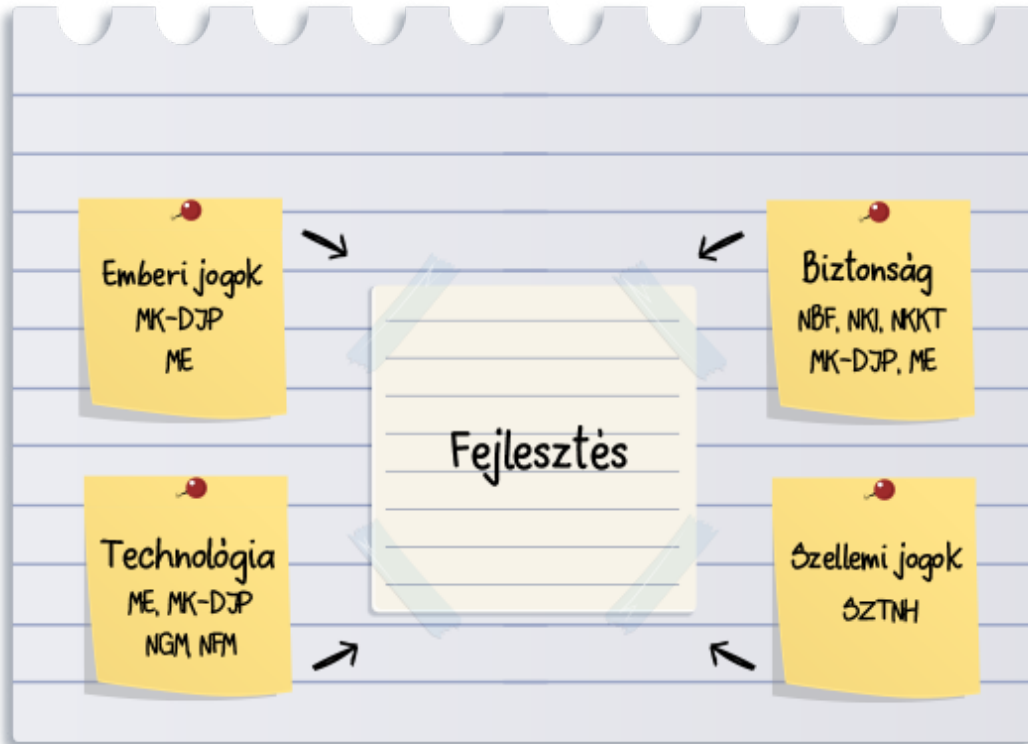 Emberi jogok
MK-DJP
ME
Biztonság
NBF, NKI, NKKT
MK-DJP, ME
Fejlesztés
Technológia
ME, MK-DJP
NGM, NFM
Szellemi jogok
SZTNH